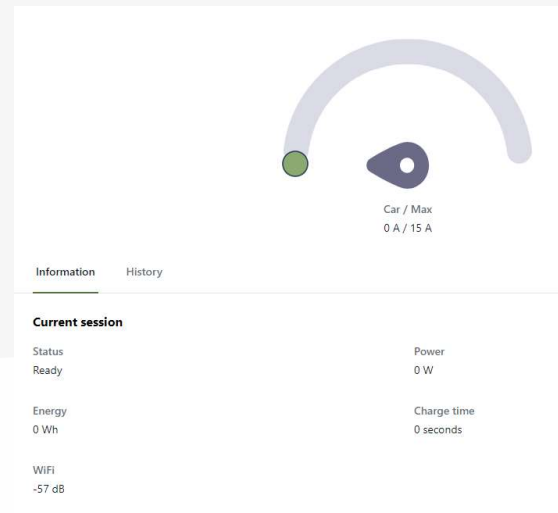 Car / Max
0 A / 15 A
Information History
Current session
Status Power
Ready 0 W
Energy Charge time
0 Wh 0 seconds
WiFi
-57 dB